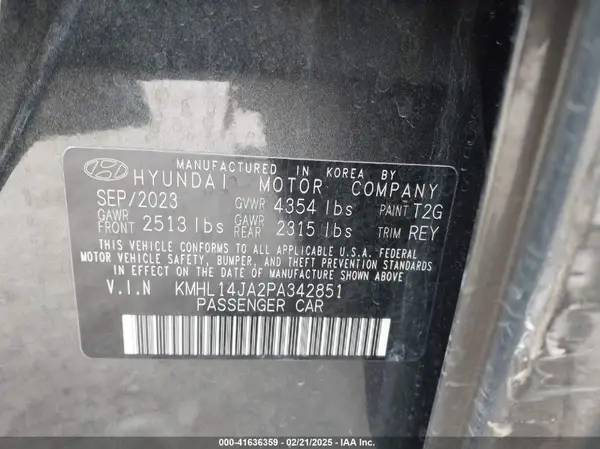 MANUFACTURED IN KOREA BY
HYUNDAI MOTOR COMPANY
SEP/2023 GVWR 4354 lbs PAINT T2G
GAWR FRONT 2513 lbs GAWR REAR 2315 lbs TRIM REY
THIS VEHICLE CONFORMS TO ALL APPLICABLE U.S.A. FEDERAL
MOTOR VEHICLE SAFETY, BUMPER, AND THEFT PREVENTION STANDARDS
IN EFFECT ON THE DATE OF MANUFACTURE SHOWN ABOVE
V.I.N KMHL14JA2PA342851
PASSENGER CAR
000-41636359 - 02/21/2025 - IAA Inc.